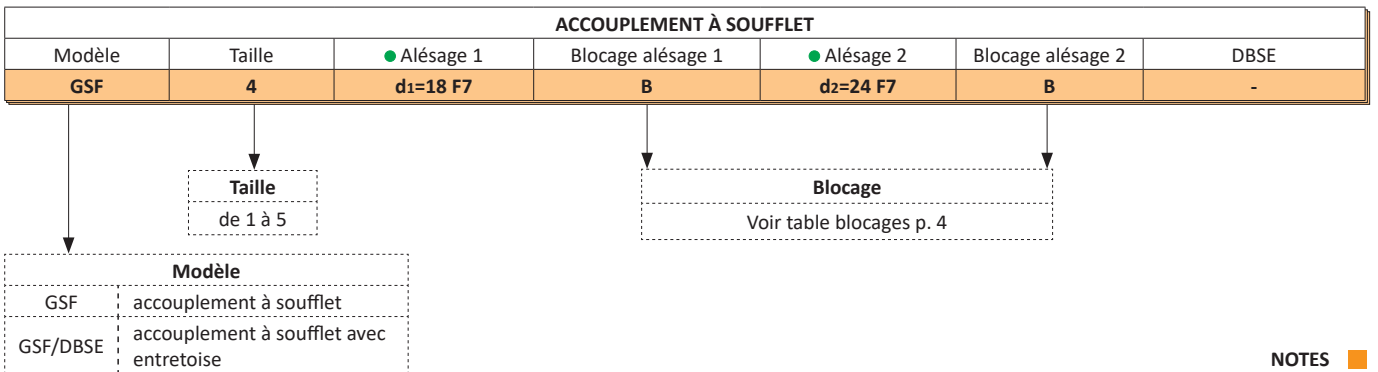 ACCOUPLEMENT À SOUFFLET
Modèle Taille Alésage 1 Blocage alésage 1 Alésage 2 Blocage alésage 2 DBSE
GSF 4 d1=18 F7 B d2=24 F7 B -
Taille
de 1 à 5
Blocage
Voir table blocages p. 4
Modèle
GSF accouplement à soufflet
GSF/DBSE accouplement à soufflet avec
entretoise
NOTES